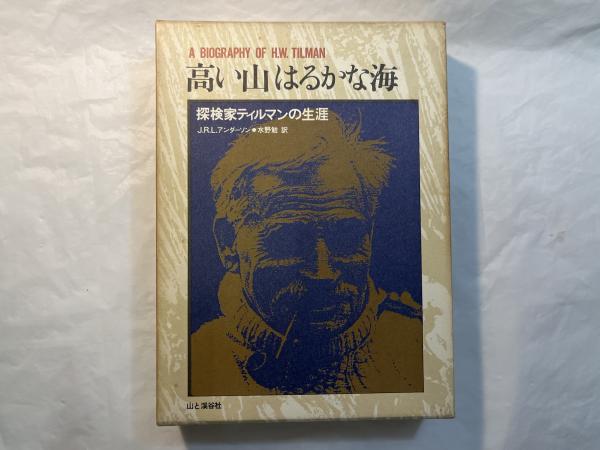 A BIOGRAPHY OF H.W. TILMAN
高い山はるかな海
探検家ティルマンの生涯
J.R.L.アンダーソン●水野勉 訳
山と溪谷社